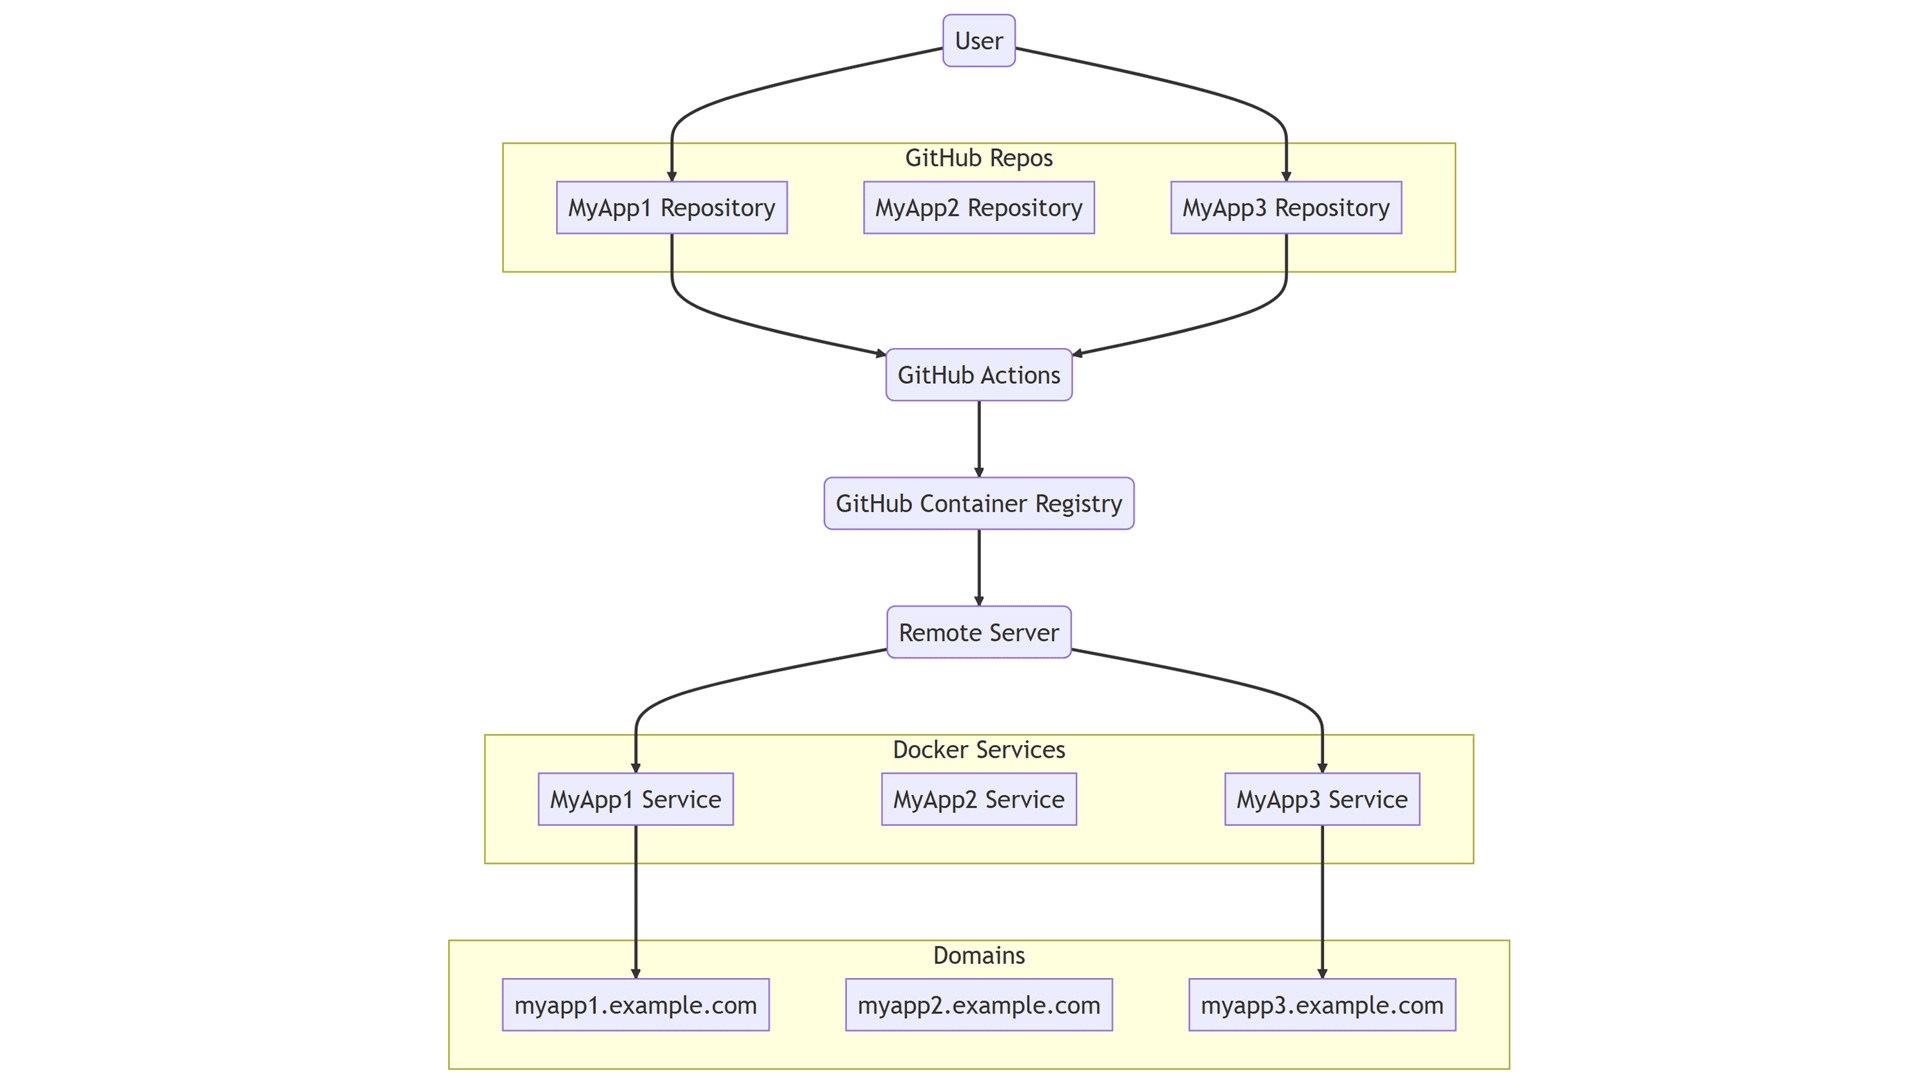 User
GitHub Repos
MyApp1 Repository
MyApp2 Repository
MyApp3 Repository
GitHub Actions
GitHub Container Registry
Remote Server
Docker Services
MyApp1 Service
MyApp2 Service
MyApp3 Service
Domains
myapp1.example.com
myapp2.example.com
myapp3.example.com